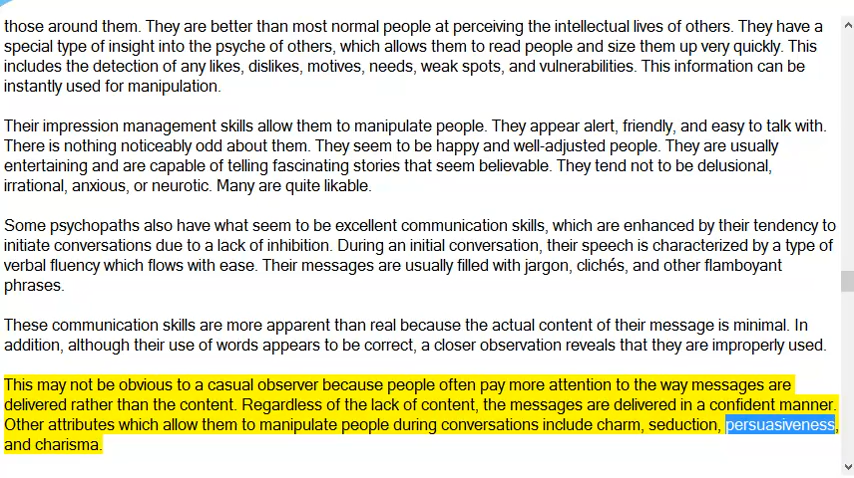 those around them. They are better than most normal people at perceiving the intellectual lives of others. They have a
special type of insight into the psyche of others, which allows them to read people and size them up very quickly. This
includes the detection of any likes, dislikes, motives, needs, weak spots, and vulnerabilities. This information can be
instantly used for manipulation.
Their impression management skills allow them to manipulate people. They appear alert, friendly, and easy to talk with.
There is nothing noticeably odd about them. They seem to be happy and well-adjusted people. They are usually
entertaining and are capable of telling fascinating stories that seem believable. They tend not to be delusional,
irrational, anxious, or neurotic. Many are quite likable.
Some psychopaths also have what seem to be excellent communication skills, which are enhanced by their tendency to
initiate conversations due to a lack of inhibition. During an initial conversation, their speech is characterized by a type of
verbal fluency which flows with ease. Their messages are usually filled with jargon, clichés, and other flamboyant
phrases.
These communication skills are more apparent than real because the actual content of their message is minimal. In
addition, although their use of words appears to be correct, a closer observation reveals that they are improperly used.
This may not be obvious to a casual observer because people often pay more attention to the way messages are
delivered rather than the content. Regardless of the lack of content, the messages are delivered in a confident manner.
Other attributes which allow them to manipulate people during conversations include charm, seduction, persuasiveness,
and charisma.